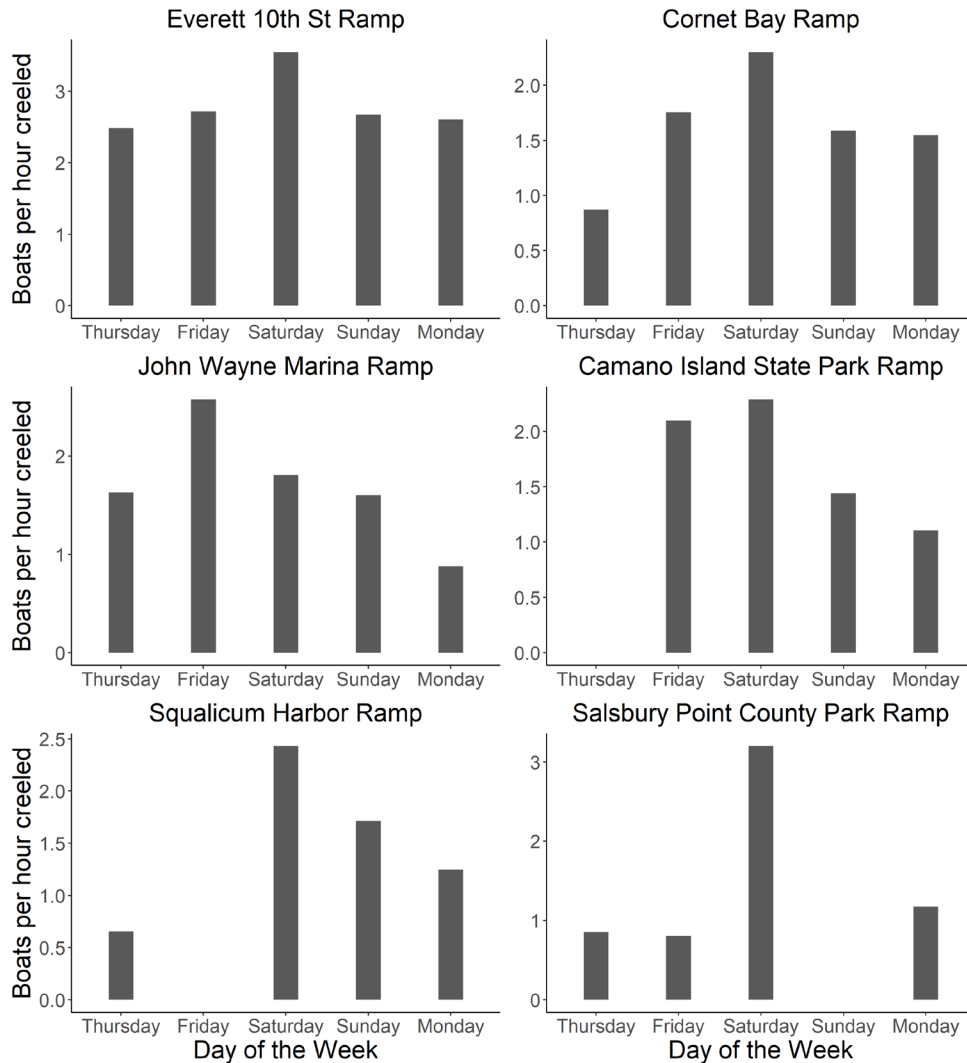 Everett 10th St Ramp
Boats per hour creeled
3
2
1
0
Thursday Friday Saturday Sunday Monday
Cornet Bay Ramp
2.0
1.5
1.0
0.5
0.0
Thursday Friday Saturday Sunday Monday
John Wayne Marina Ramp
Boats per hour creeled
2
1
0
Thursday Friday Saturday Sunday Monday
Camano Island State Park Ramp
2.0
1.5
1.0
0.5
0.0
Thursday Friday Saturday Sunday Monday
Squalicum Harbor Ramp
Boats per hour creeled
2.5
2.0
1.5
1.0
0.5
0.0
Thursday Friday Saturday Sunday Monday
Day of the Week
Salsbury Point County Park Ramp
3
2
1
0
Thursday Friday Saturday Sunday Monday
Day of the Week